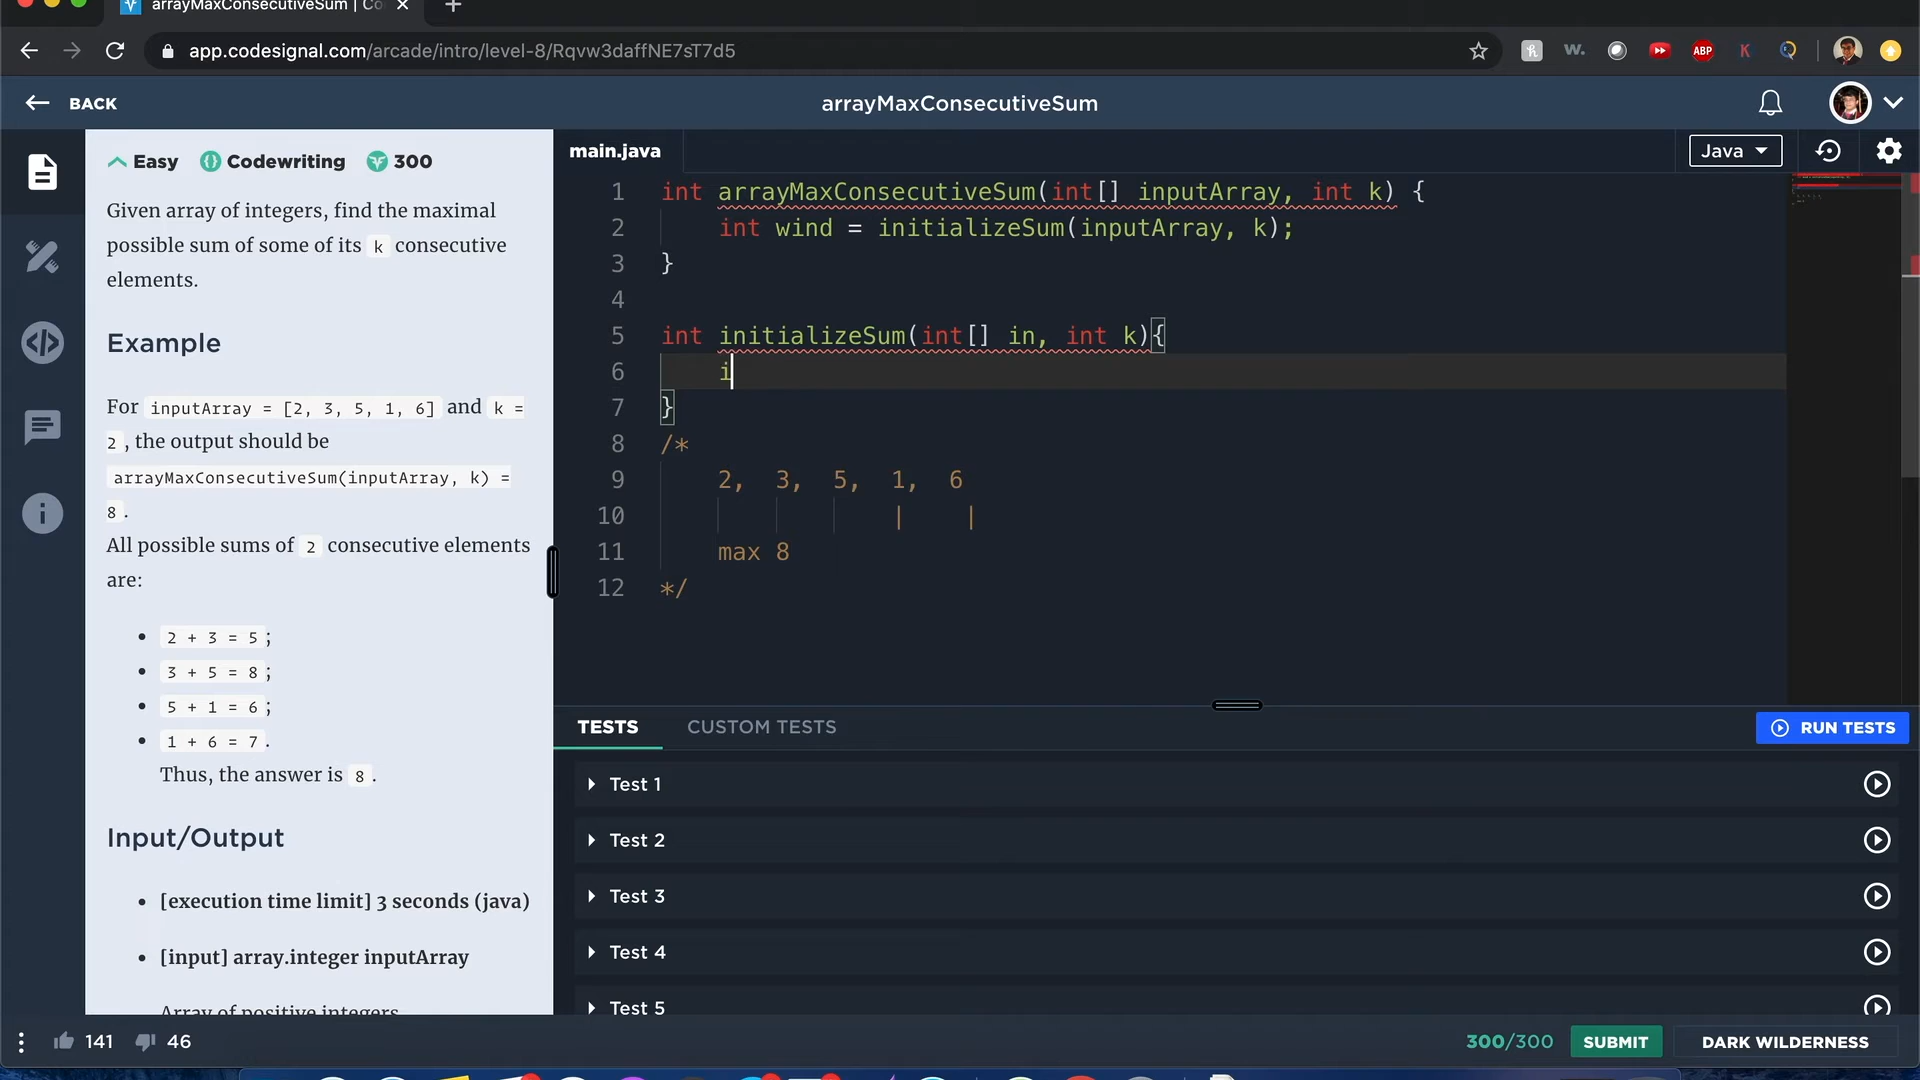 arrayMaxConsecutiveSum | Co
app.codesignal.com/arcade/intro/level-8/Rqvw3daffNE7sT7d5
w.
ABP
K
BACK
arrayMaxConsecutiveSum
Easy
Codewriting
300
Given array of integers, find the maximal
possible sum of some of its k consecutive
elements.
Example
For inputArray = [2, 3, 5, 1, 6] and k =
2 , the output should be
arrayMaxConsecutiveSum(inputArray, k) =
8 .
All possible sums of 2 consecutive elements
are:
2 + 3 = 5 ;
3 + 5 = 8 ;
5 + 1 = 6 ;
1 + 6 = 7 .
Thus, the answer is 8 .
Input/Output
[execution time limit] 3 seconds (java)
[input] array.integer inputArray
Array of positive integers
141
46
main.java
Java
1 int arrayMaxConsecutiveSum(int[] inputArray, int k) {
2 int wind = initializeSum(inputArray, k);
3 }
4
5 int initializeSum(int[] in, int k){
6 i
7 }
8 /*
9 2, 3, 5, 1, 6
10 | |
11 max 8
12 */
TESTS
CUSTOM TESTS
RUN TESTS
Test 1
Test 2
Test 3
Test 4
Test 5
300/300
SUBMIT
DARK WILDERNESS